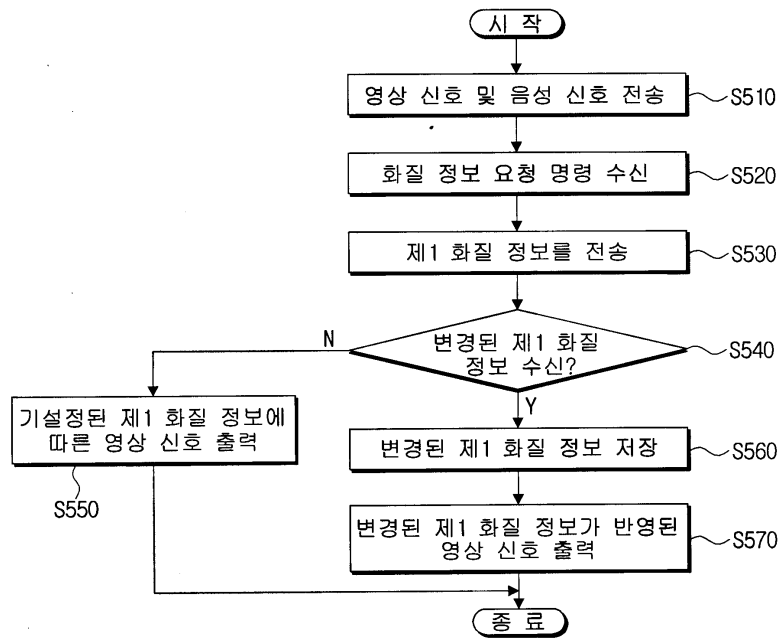 시 작
영상 신호 및 음성 신호 전송
S510
화질 정보 요청 명령 수신
S520
제1 화질 정보를 전송
S530
변경된 제1 화질
정보 수신?
S540
N
Y
기설정된 제1 화질 정보에
따른 영상 신호 출력
S550
변경된 제1 화질 정보 저장
S560
변경된 제1 화질 정보가 반영된
영상 신호 출력
S570
종 료